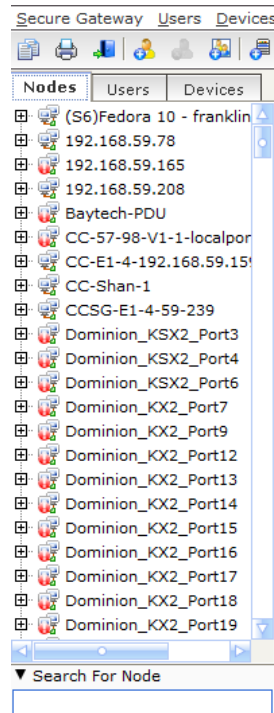 Secure Gateway Users Devices
Nodes Users Devices
(S6)Fedora 10 - franklin
192.168.59.78
192.168.59.165
192.168.59.208
Baytech-PDU
CC-57-98-V1-1-localpor
CC-E1-4-192.168.59.159
CC-Shan-1
CCSG-E1-4-59-239
Dominion_KSX2_Port3
Dominion_KSX2_Port4
Dominion_KSX2_Port6
Dominion_KX2_Port7
Dominion_KX2_Port9
Dominion_KX2_Port12
Dominion_KX2_Port13
Dominion_KX2_Port14
Dominion_KX2_Port15
Dominion_KX2_Port16
Dominion_KX2_Port17
Dominion_KX2_Port18
Dominion_KX2_Port19
Search For Node